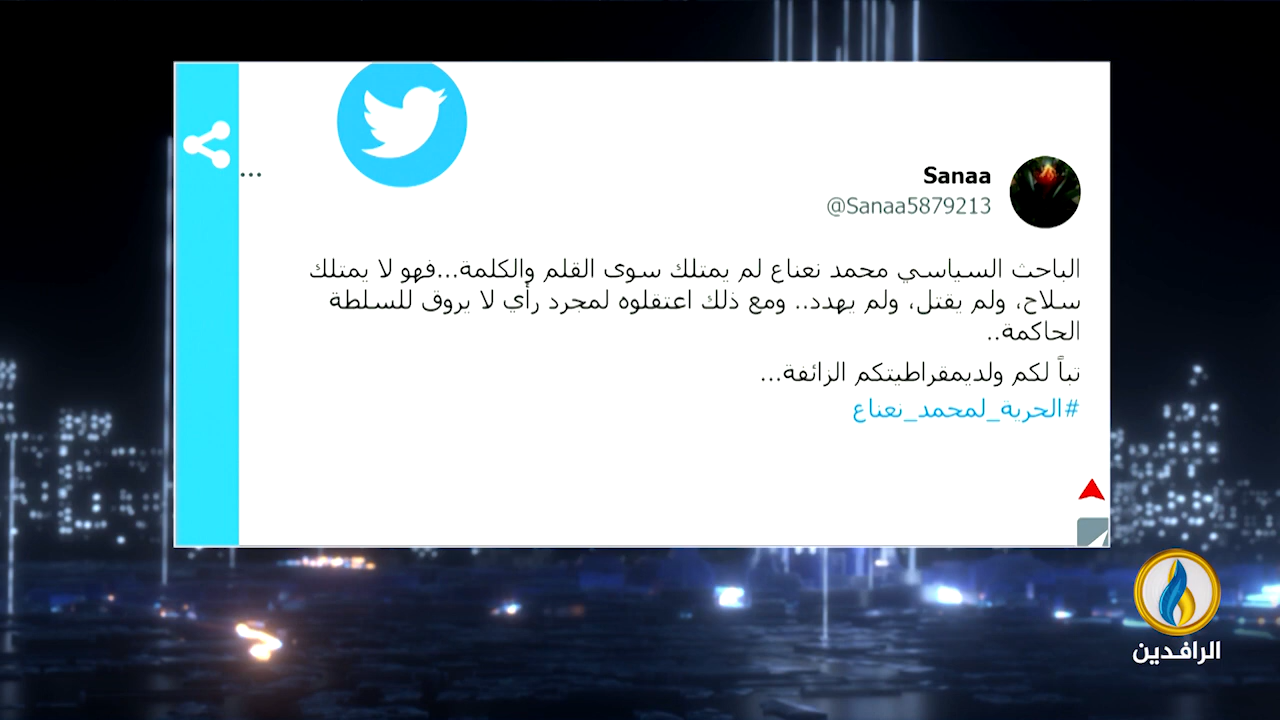 Sanaa
@Sanaa5879213
...
الباحث السياسي محمد نعناع لم يمتلك سوى القلم والكلمة...فهو لا يمتلك
سلاح، ولم يقتل، ولم يهدد.. ومع ذلك اعتقلوه لمجرد رأي لا يروق للسلطة
الحاكمة..
تباً لكم ولديمقراطيتكم الزائفة...
#الحرية_لمحمد_نعناع
الرافدين